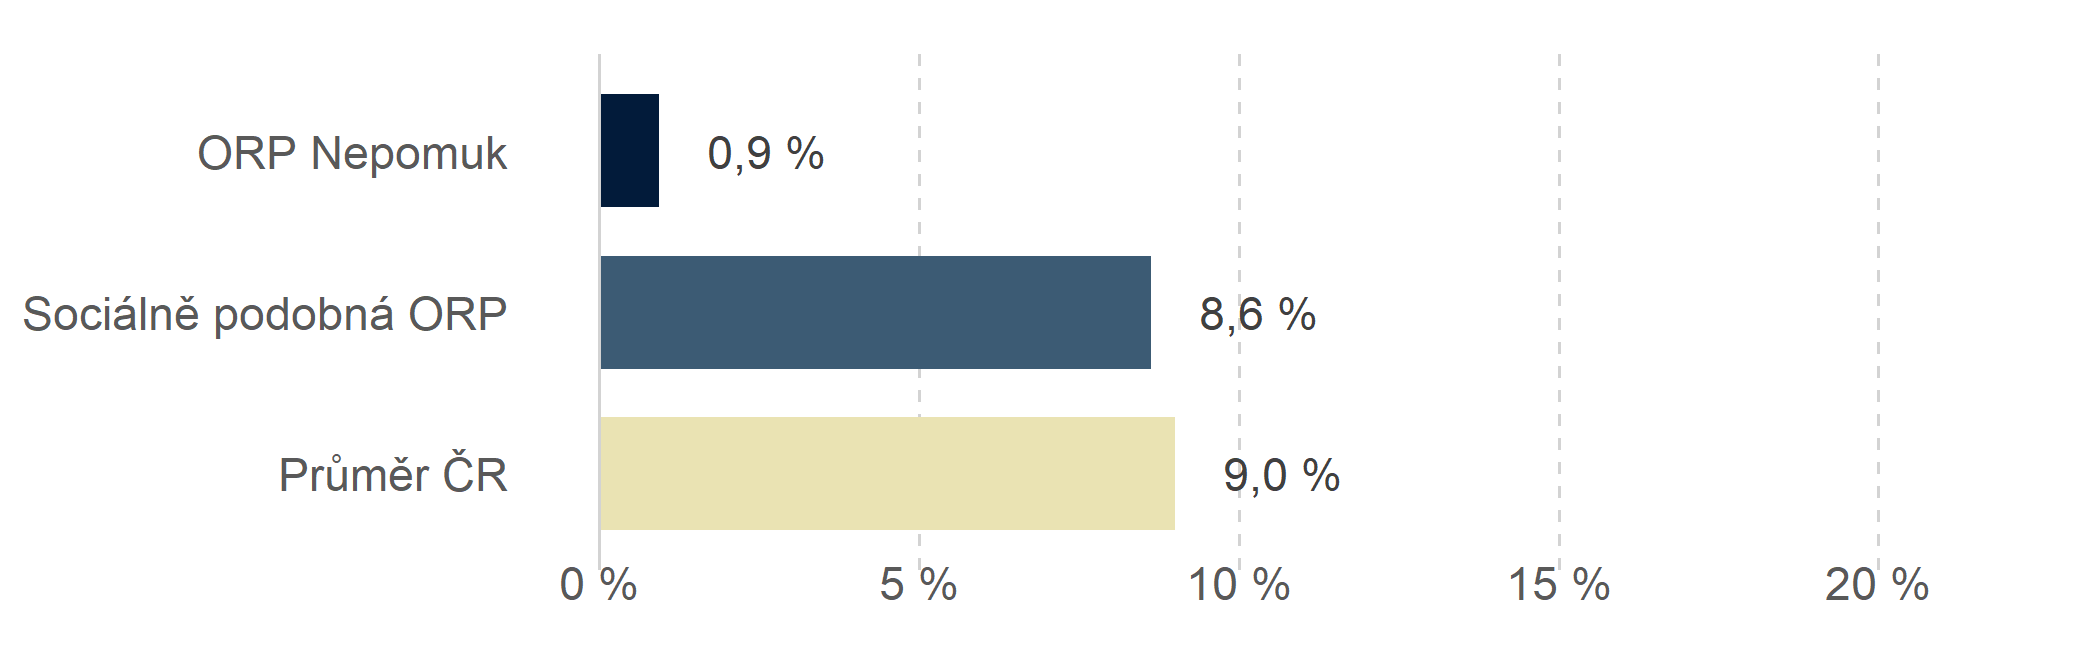 ORP Nepomuk
0,9 %
Sociálně podobná ORP
8,6 %
Průměr ČR
9,0 %
0 %
5 %
10 %
15 %
20 %